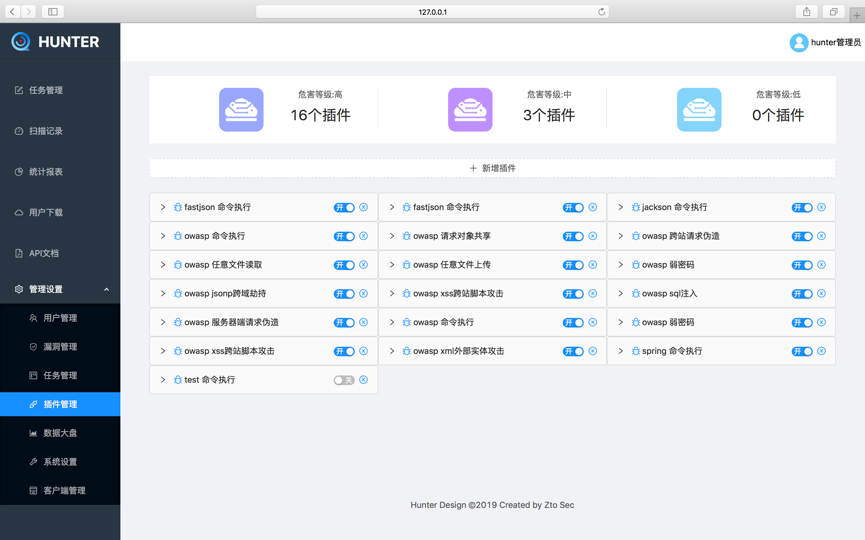 127.0.0.1
HUNTER
hunter管理员
任务管理
扫描记录
统计报表
用户下载
API文档
管理设置
用户管理
漏洞管理
任务管理
插件管理
数据大盘
系统设置
客户端管理
危害等级:高
16个插件
危害等级:中
3个插件
危害等级:低
0个插件
+ 新增插件
fastjson 命令执行 开
fastjson 命令执行 开
jackson 命令执行 开
owasp 命令执行 开
owasp 请求对象共享 开
owasp 跨站请求伪造 开
owasp 任意文件读取 开
owasp 任意文件上传 开
owasp 弱密码 开
owasp jsonp跨域劫持 开
owasp xss跨站脚本攻击 开
owasp sql注入 开
owasp 服务器端请求伪造 开
owasp 命令执行 开
owasp 弱密码 开
owasp xss跨站脚本攻击 开
owasp xml外部实体攻击 开
spring 命令执行 开
test 命令执行 关
Hunter Design ©2019 Created by Zto Sec